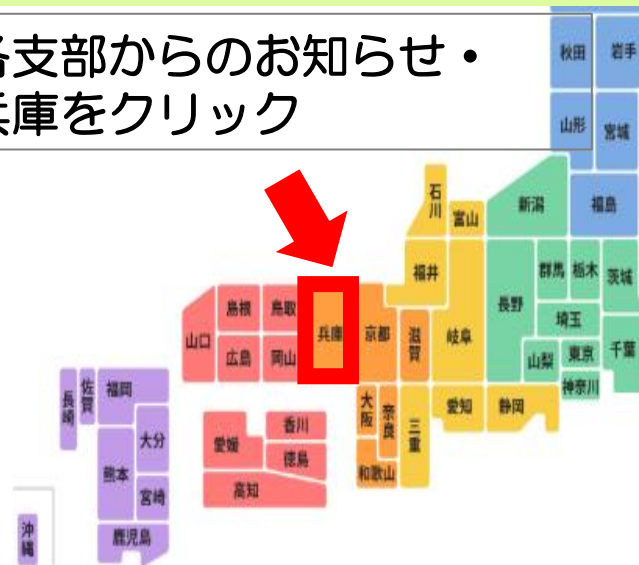 各支部からのお知らせ・
兵庫をクリック
秋田 岩手
山形 宮城
石川 富山 新潟 福島
福井 群馬 栃木 茨城
島根 鳥取 兵庫 京都 滋賀 岐阜 長野 埼玉
山口 広島 岡山 山梨 東京 千葉
神奈川
長崎 佐賀 福岡 大阪 奈良 三重 愛知 静岡
大分 愛媛 香川
徳島
熊本 和歌山
宮崎 高知
沖縄 鹿児島